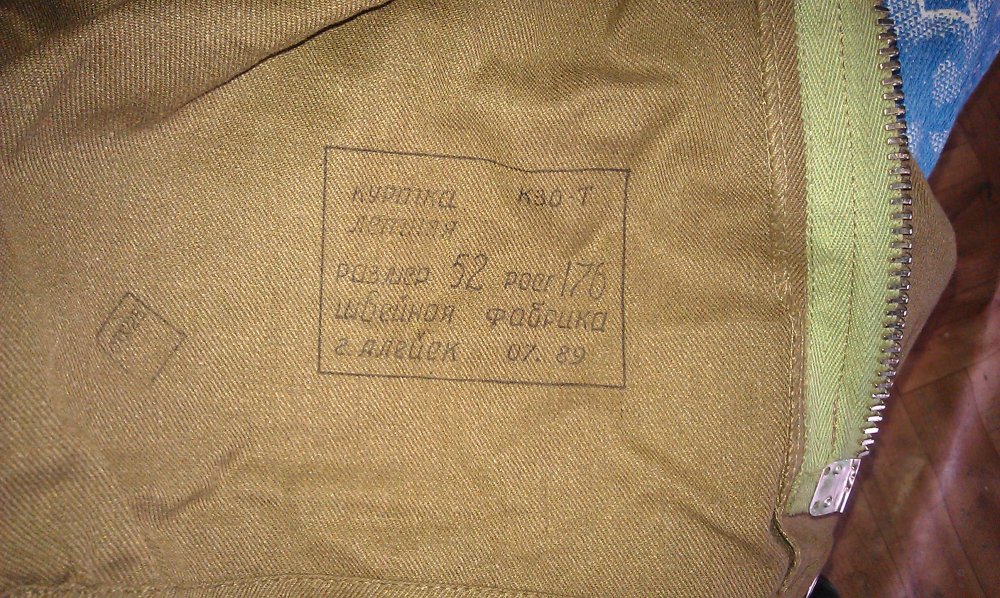 куртка КЗО-Т
летняя
размер 52 рост 176
швейная фабрика
г. Алейск 07. 89